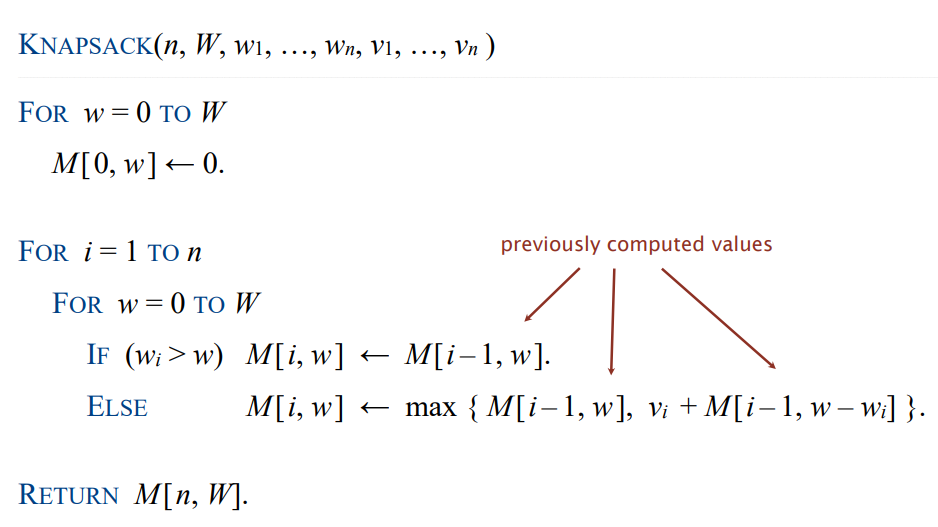 KNAPSACK(n, W, w1, …, wn, v1, …, vn )
FOR w = 0 TO W
M[0, w] ← 0.
FOR i = 1 TO n
previously computed values
FOR w = 0 TO W
IF (wi > w) M[i, w] ← M[i – 1, w].
ELSE M[i, w] ← max { M[i – 1, w], vi + M[i – 1, w – wi] }.
RETURN M[n, W].